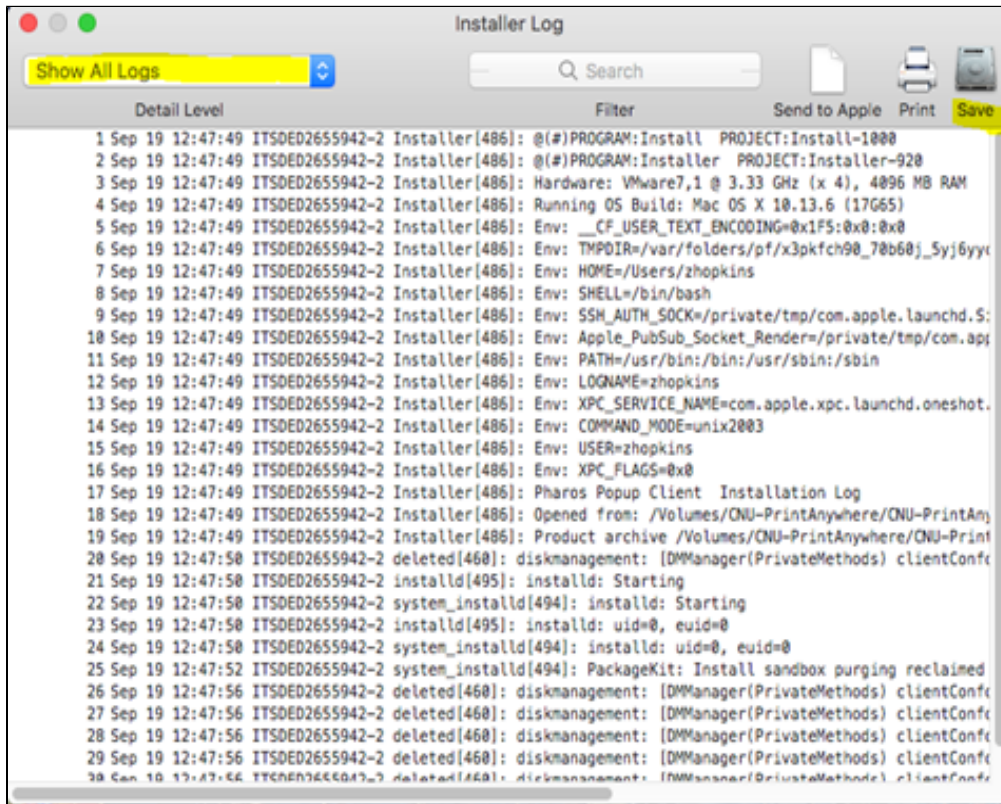 Installer Log
Show All Logs
Search
Detail Level Filter Send to Apple Print Save
1 Sep 19 12:47:49 ITSDED2655942-2 Installer[486]: @(#)PROGRAM:Install PROJECT:Install-1000
2 Sep 19 12:47:49 ITSDED2655942-2 Installer[486]: @(#)PROGRAM:Installer PROJECT:Installer-920
3 Sep 19 12:47:49 ITSDED2655942-2 Installer[486]: Hardware: VMware7,1 @ 3.33 GHz (x 4), 4096 MB RAM
4 Sep 19 12:47:49 ITSDED2655942-2 Installer[486]: Running OS Build: Mac OS X 10.13.6 (17G65)
5 Sep 19 12:47:49 ITSDED2655942-2 Installer[486]: Env: __CF_USER_TEXT_ENCODING=0x1F5:0x0:0x0
6 Sep 19 12:47:49 ITSDED2655942-2 Installer[486]: Env: TMPDIR=/var/folders/pf/x3pkfch90_70b60j_5yj6yy
7 Sep 19 12:47:49 ITSDED2655942-2 Installer[486]: Env: HOME=/Users/zhopkins
8 Sep 19 12:47:49 ITSDED2655942-2 Installer[486]: Env: SHELL=/bin/bash
9 Sep 19 12:47:49 ITSDED2655942-2 Installer[486]: Env: SSH_AUTH_SOCK=/private/tmp/com.apple.launchd.S
10 Sep 19 12:47:49 ITSDED2655942-2 Installer[486]: Env: Apple_PubSub_Socket_Render=/private/tmp/com.app
11 Sep 19 12:47:49 ITSDED2655942-2 Installer[486]: Env: PATH=/usr/bin:/bin:/usr/sbin:/sbin
12 Sep 19 12:47:49 ITSDED2655942-2 Installer[486]: Env: LOGNAME=zhopkins
13 Sep 19 12:47:49 ITSDED2655942-2 Installer[486]: Env: XPC_SERVICE_NAME=com.apple.xpc.launchd.oneshot.
14 Sep 19 12:47:49 ITSDED2655942-2 Installer[486]: Env: COMMAND_MODE=unix2003
15 Sep 19 12:47:49 ITSDED2655942-2 Installer[486]: Env: USER=zhopkins
16 Sep 19 12:47:49 ITSDED2655942-2 Installer[486]: Env: XPC_FLAGS=0x0
17 Sep 19 12:47:49 ITSDED2655942-2 Installer[486]: Pharos Popup Client Installation Log
18 Sep 19 12:47:49 ITSDED2655942-2 Installer[486]: Opened from: /Volumes/CNU-PrintAnywhere/CNU-PrintAny
19 Sep 19 12:47:49 ITSDED2655942-2 Installer[486]: Product archive /Volumes/CNU-PrintAnywhere/CNU-Print
20 Sep 19 12:47:50 ITSDED2655942-2 deleted[460]: diskmanagement: [DMManager(PrivateMethods) clientConf
21 Sep 19 12:47:50 ITSDED2655942-2 installd[495]: installd: Starting
22 Sep 19 12:47:50 ITSDED2655942-2 system_installd[494]: installd: Starting
23 Sep 19 12:47:50 ITSDED2655942-2 installd[495]: installd: uid=0, euid=0
24 Sep 19 12:47:50 ITSDED2655942-2 system_installd[494]: installd: uid=0, euid=0
25 Sep 19 12:47:52 ITSDED2655942-2 system_installd[494]: PackageKit: Install sandbox purging reclaimed
26 Sep 19 12:47:56 ITSDED2655942-2 deleted[460]: diskmanagement: [DMManager(PrivateMethods) clientConf
27 Sep 19 12:47:56 ITSDED2655942-2 deleted[460]: diskmanagement: [DMManager(PrivateMethods) clientConf
28 Sep 19 12:47:56 ITSDED2655942-2 deleted[460]: diskmanagement: [DMManager(PrivateMethods) clientConf
29 Sep 19 12:47:56 ITSDED2655942-2 deleted[460]: diskmanagement: [DMManager(PrivateMethods) clientConf
30 Sep 19 12:47:56 ITSDED2655942-2 deleted[460]: diskmanagement: [DMManager(PrivateMethods) clientConf